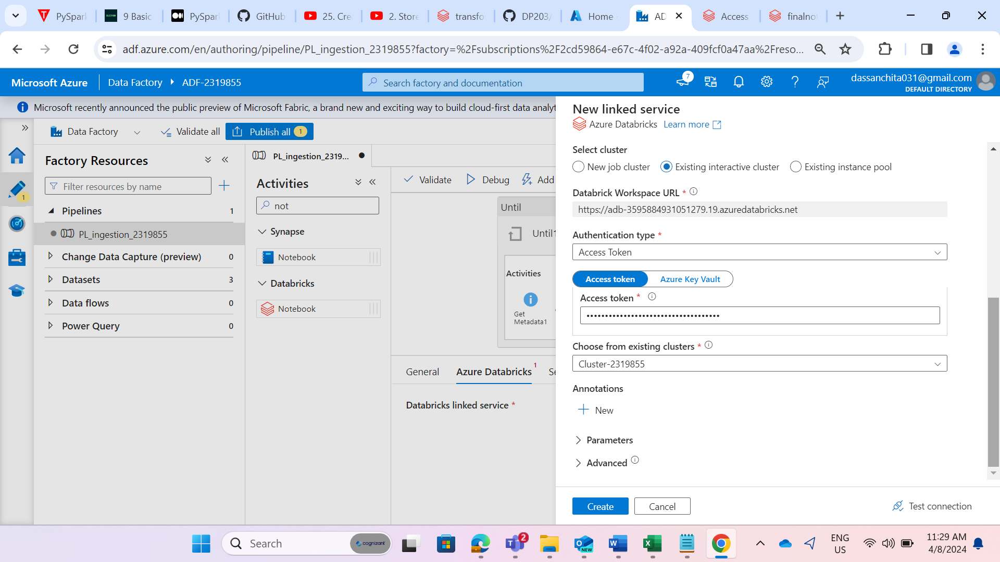 PySpark
9 Basic
PySpark
GitHub
25. Cre
2. Store
transfo
DP203/
Home
AD
Access
finalno
adf.azure.com/en/authoring/pipeline/PL_ingestion_2319855?factory=%2Fsubscriptions%2F2cd59864-e67c-4f02-a92a-409fcf0a47aa%2Freso...
Microsoft Azure
Data Factory
ADF-2319855
Search factory and documentation
7
dassanchita031@gmail.com
DEFAULT DIRECTORY
Microsoft recently announced the public preview of Microsoft Fabric, a brand new and exciting way to build cloud-first data analyt
Data Factory
Validate all
Publish all 1
1
Factory Resources
Filter resources by name
Pipelines 1
PL_ingestion_2319855
Change Data Capture (preview) 0
Datasets 3
Data flows 0
Power Query 0
PL_ingestion_2319...
Activities
not
Synapse
Notebook
Databricks
Notebook
Validate
Debug
Add
Until
Until1
Activities
Get
Metadata1
General
Azure Databricks 1
Se
Databricks linked service *
New linked service
Azure Databricks Learn more
Select cluster
New job cluster
Existing interactive cluster
Existing instance pool
Databrick Workspace URL *
https://adb-3595884931051279.19.azuredatabricks.net
Authentication type *
Access Token
Access token
Azure Key Vault
Access token *
••••••••••••••••••••••••••••••••••••
Choose from existing clusters *
Cluster-2319855
Annotations
New
Parameters
Advanced
Create
Cancel
Test connection
Search
cognizant
2
NEW
ENG
US
11:29 AM
4/8/2024